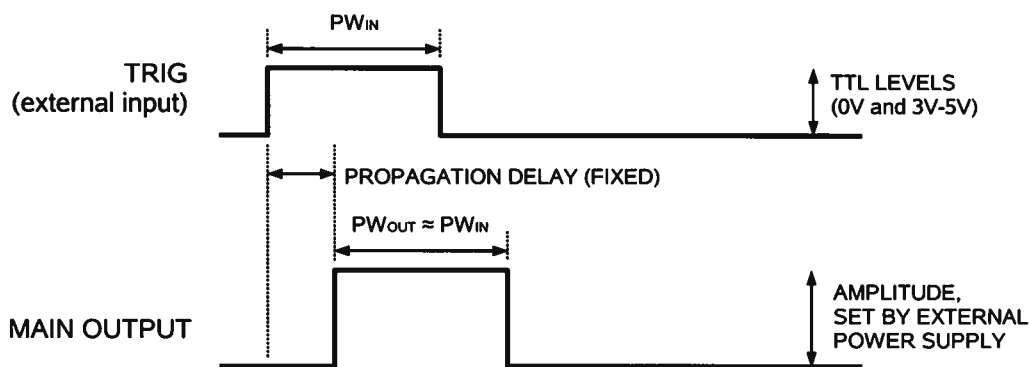 PWIN
TRIG
(external input)
TTL LEVELS
(0V and 3V-5V)
PROPAGATION DELAY (FIXED)
PWOUT ≈ PWIN
MAIN OUTPUT
AMPLITUDE,
SET BY EXTERNAL
POWER SUPPLY